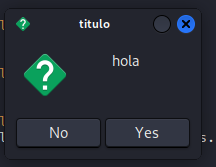 titulo
hola
No
Yes